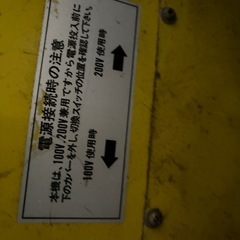 電源接続時の注意
本機は、100V,200V兼用ですから電源投入前に
下のカバーを外し、切換スイッチの位置を確認して下さい。
200V 使用時
100V 使用時